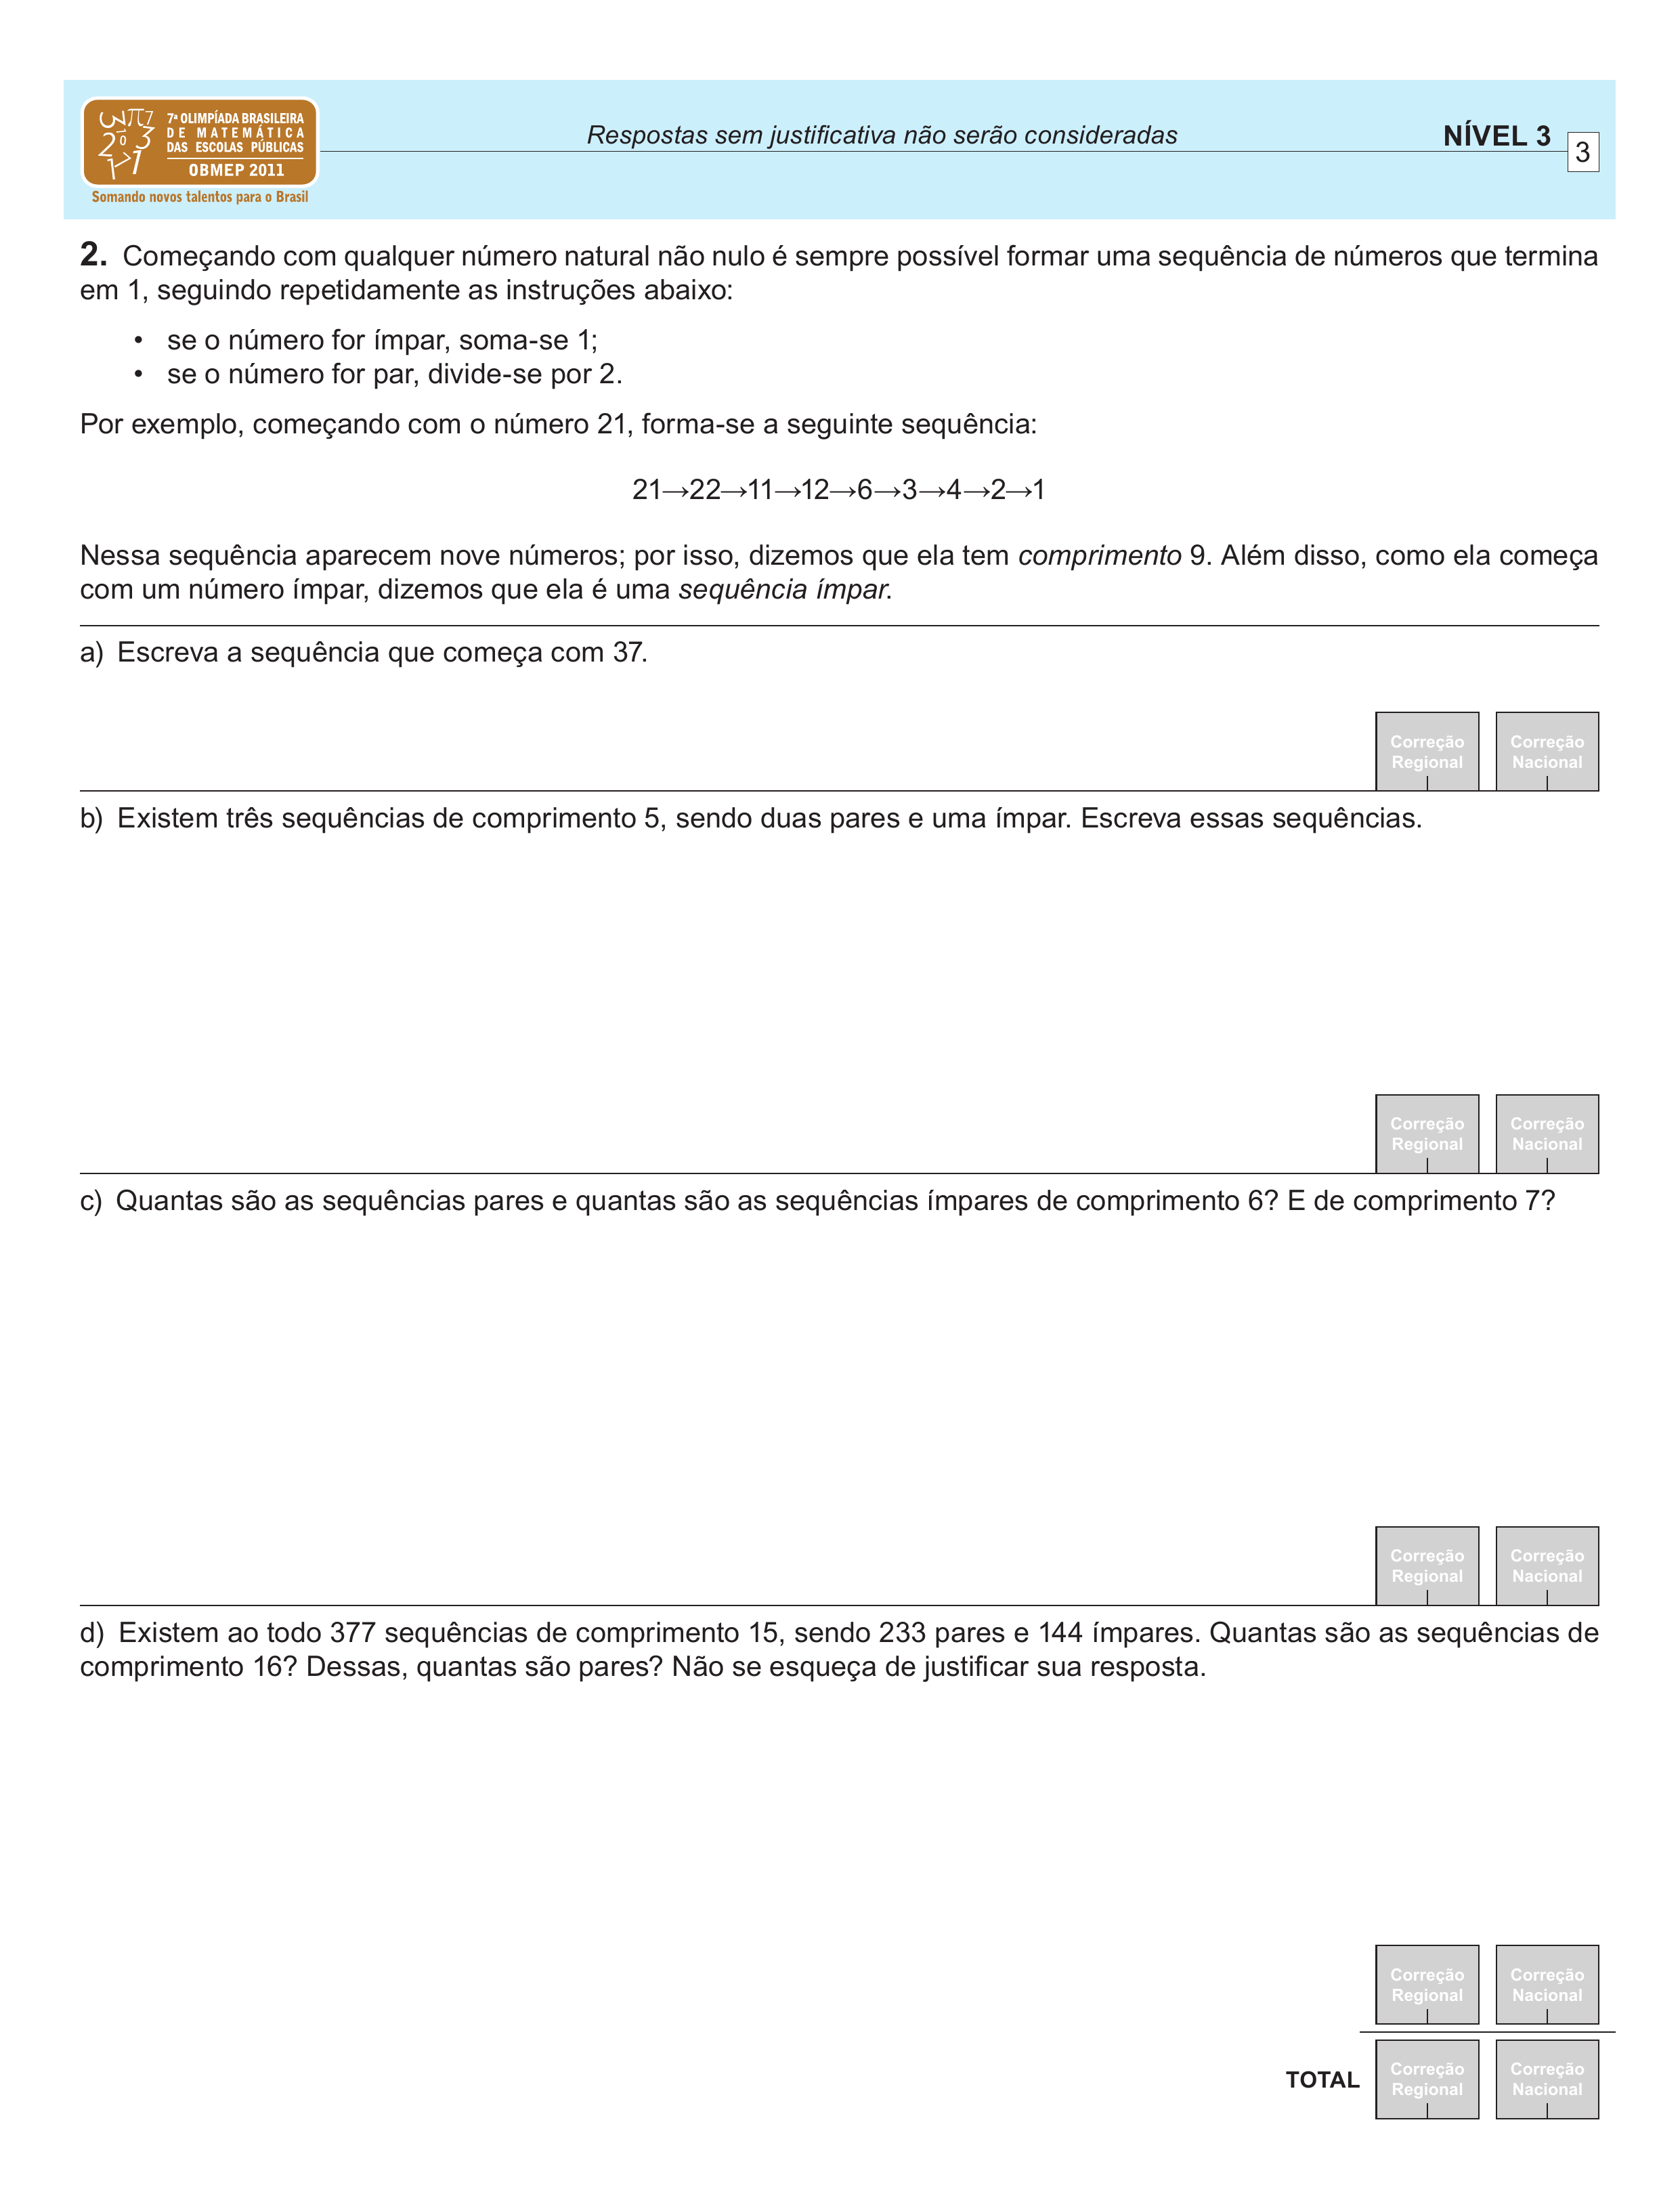 7ª OLIMPÍADA BRASILEIRA
DE MATEMÁTICA
DAS ESCOLAS PÚBLICAS
OBMEP 2011
Somando novos talentos para o Brasil
Respostas sem justificativa não serão consideradas
NÍVEL 3
3
2. Começando com qualquer número natural não nulo é sempre possível formar uma sequência de números que termina
em 1, seguindo repetidamente as instruções abaixo:
• se o número for ímpar, soma-se 1;
• se o número for par, divide-se por 2.
Por exemplo, começando com o número 21, forma-se a seguinte sequência:
21→22→11→12→6→3→4→2→1
Nessa sequência aparecem nove números; por isso, dizemos que ela tem comprimento 9. Além disso, como ela começa
com um número ímpar, dizemos que ela é uma sequência ímpar.
a) Escreva a sequência que começa com 37.
Correção Regional
Correção Nacional
b) Existem três sequências de comprimento 5, sendo duas pares e uma ímpar. Escreva essas sequências.
Correção Regional
Correção Nacional
c) Quantas são as sequências pares e quantas são as sequências ímpares de comprimento 6? E de comprimento 7?
Correção Regional
Correção Nacional
d) Existem ao todo 377 sequências de comprimento 15, sendo 233 pares e 144 ímpares. Quantas são as sequências de
comprimento 16? Dessas, quantas são pares? Não se esqueça de justificar sua resposta.
Correção Regional
Correção Nacional
TOTAL
Correção Regional
Correção Nacional